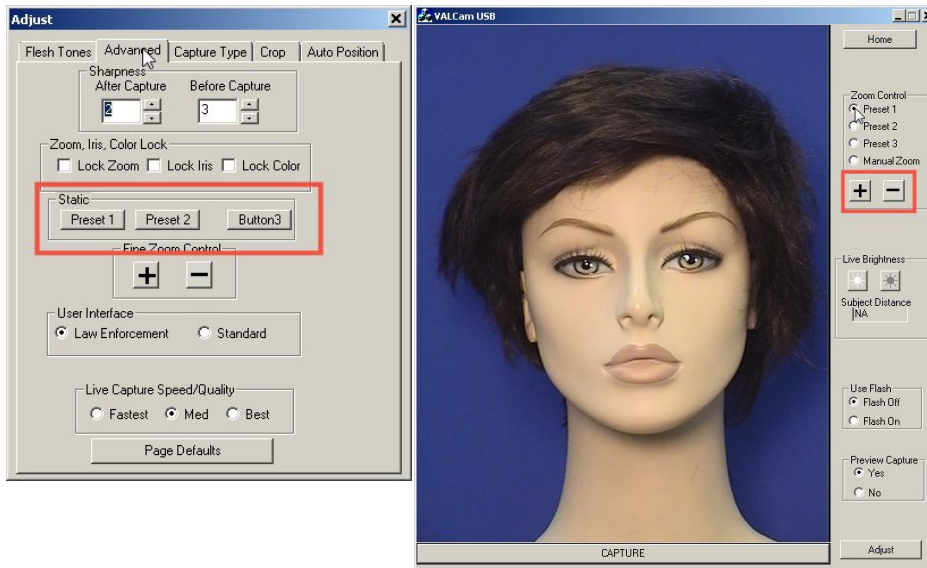 Adjust
Flesh Tones Advanced Capture Type Crop Auto Position
Sharpness
After Capture Before Capture
2 3
Zoom, Iris, Color Lock
Lock Zoom Lock Iris Lock Color
Static
Preset 1 Preset 2 Button3
Fine Zoom Control
+ −
User Interface
Law Enforcement Standard
Live Capture Speed/Quality
Fastest Med Best
Page Defaults
VALCam USB
Home
Zoom Control
Preset 1
Preset 2
Preset 3
Manual Zoom
+ −
Live Brightness
Subject Distance
NA
Use Flash
Flash Off
Flash On
Preview Capture
Yes
No
CAPTURE
Adjust